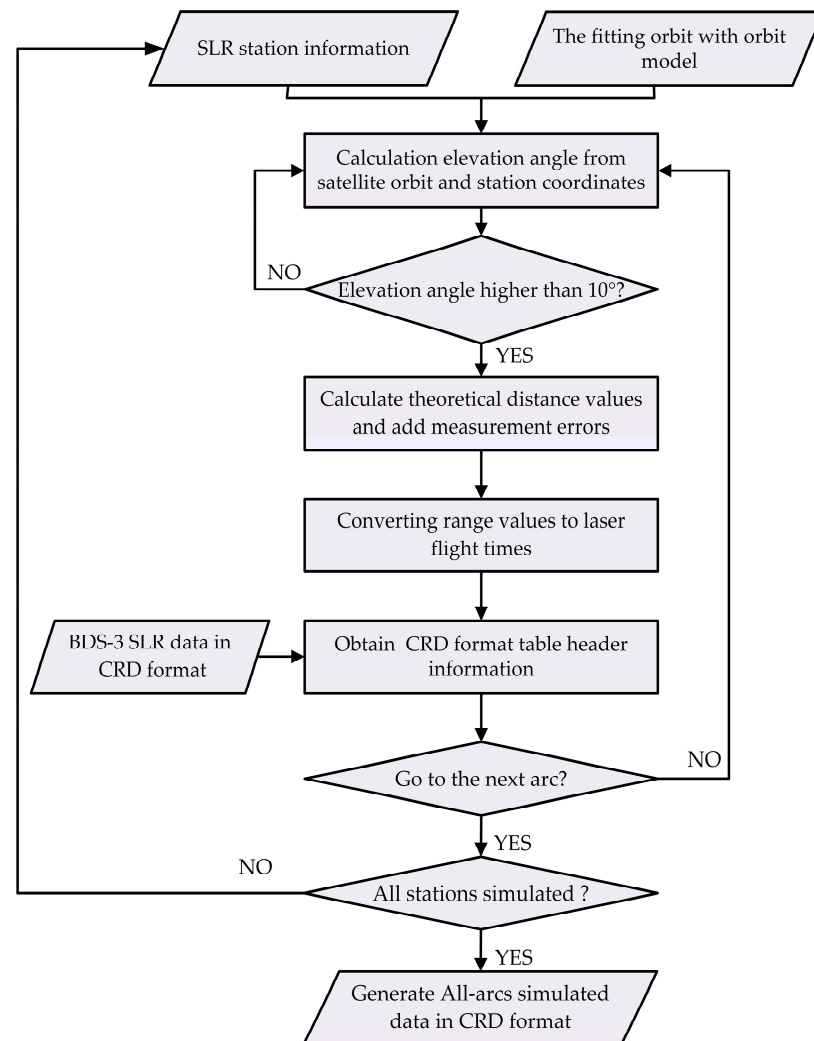 SLR station information
The fitting orbit with orbit
model
Calculation elevation angle from
satellite orbit and station coordinates
NO
Elevation angle higher than 10°?
YES
Calculate theoretical distance values
and add measurement errors
Converting range values to laser
flight times
BDS-3 SLR data in
CRD format
Obtain CRD format table header
information
Go to the next arc?
NO
YES
NO
All stations simulated ?
YES
Generate All-arcs simulated
data in CRD format